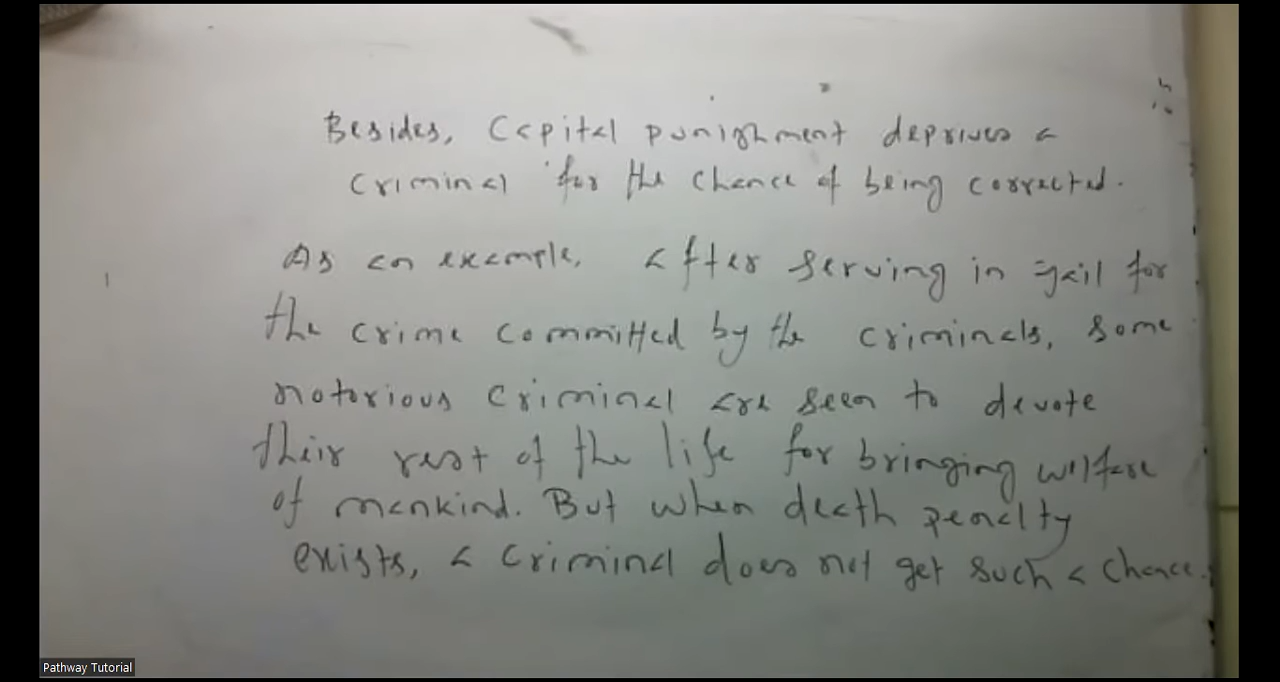 Besides, Capital punishment deprives a
criminal for the chance of being corrected.
As an example, after serving in jail for
the crime committed by the criminals, some
notorious criminal are seen to devote
their rest of the life for bringing welfare
of mankind. But when death penalty
exists, a criminal does not get such a chance.
Pathway Tutorial